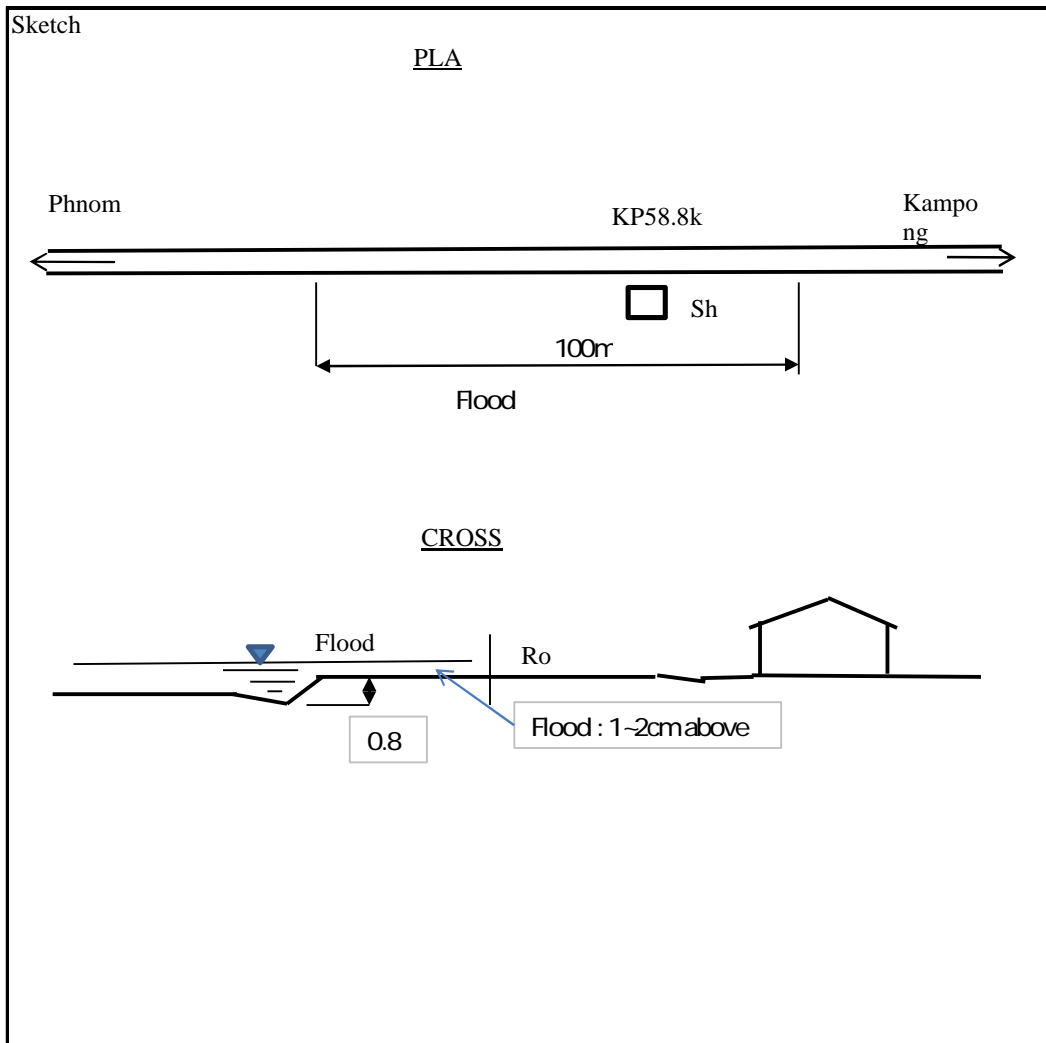 Sketch
PLA
Phnom
KP58.8k
Kampo
ng
Sh
100m
Flood
CROSS
Flood
Ro
0.8
Flood : 1~2cm above